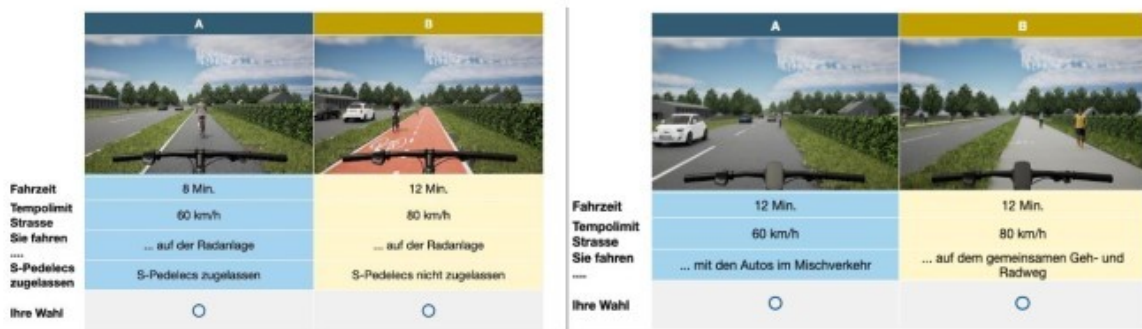 A B
Fahrzeit 8 Min. 12 Min.
Tempolimit
Strasse 60 km/h 80 km/h
Sie fahren
.... ... auf der Radanlage ... auf der Radanlage
S-Pedelecs
zugelassen S-Pedelecs zugelassen S-Pedelecs nicht zugelassen
Ihre Wahl
A B
Fahrzeit 12 Min. 12 Min.
Tempolimit
Strasse 60 km/h 80 km/h
Sie fahren
.... ... mit den Autos im Mischverkehr ... auf dem gemeinsamen Geh- und
Radweg
Ihre Wahl